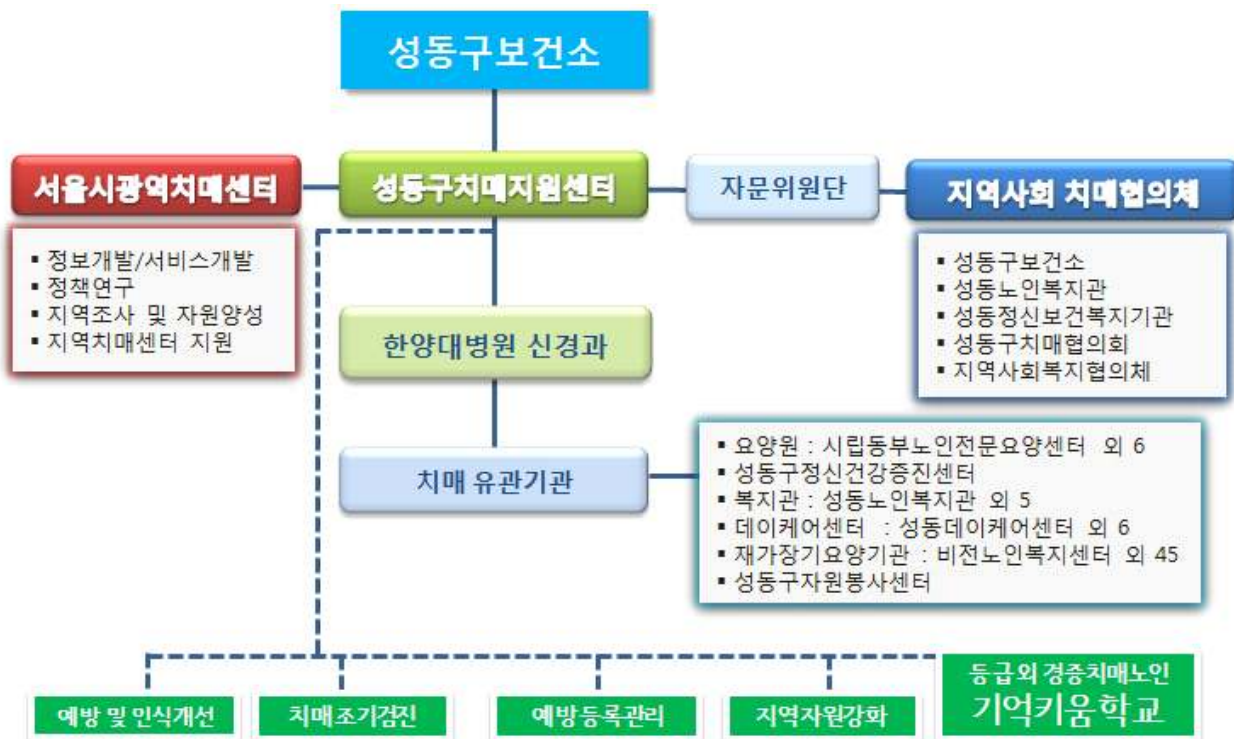 성동구보건소
서울시광역치매센터
성동구치매지원센터
자문위원단
지역사회 치매협의체
▪ 정보개발/서비스개발
▪ 정책연구
▪ 지역조사 및 자원양성
▪ 지역치매센터 지원
▪ 성동구보건소
▪ 성동노인복지관
▪ 성동정신보건복지기관
▪ 성동구치매협의회
▪ 지역사회복지협의체
한양대병원 신경과
치매 유관기관
▪ 요양원 : 시립동부노인전문요양센터 외 6
▪ 성동구정신건강증진센터
▪ 복지관 : 성동노인복지관 외 5
▪ 데이케어센터 : 성동데이케어센터 외 6
▪ 재가장기요양기관 : 비전노인복지센터 외 45
▪ 성동구자원봉사센터
예방 및 인식개선
치매조기검진
예방등록관리
지역자원강화
등급외 경증치매노인
기억키움학교